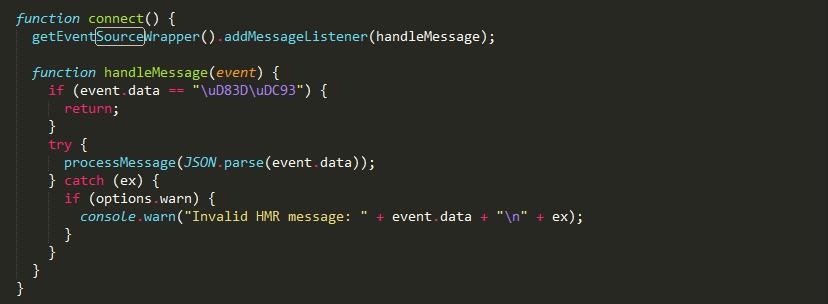 function connect() {
  getEventSourceWrapper().addMessageListener(handleMessage);

  function handleMessage(event) {
    if (event.data == "\uD83D\uDC93") {
      return;
    }
    try {
      processMessage(JSON.parse(event.data));
    } catch (ex) {
      if (options.warn) {
        console.warn("Invalid HMR message: " + event.data + "\n" + ex);
      }
    }
  }
}